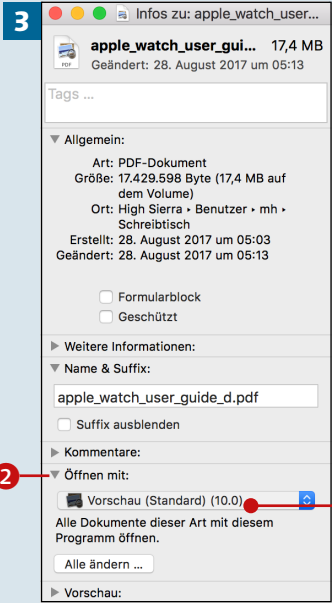 3
Infos zu: apple_watch_user...
PDF
apple_watch_user_gui... 17,4 MB
Geändert: 28. August 2017 um 05:13
Tags ...
Allgemein:
Art: PDF-Dokument
Größe: 17.429.598 Byte (17,4 MB auf
dem Volume)
Ort: High Sierra ▸ Benutzer ▸ mh ▸
Schreibtisch
Erstellt: 28. August 2017 um 05:03
Geändert: 28. August 2017 um 05:13
Formularblock
Geschützt
Weitere Informationen:
Name & Suffix:
apple_watch_user_guide_d.pdf
Suffix ausblenden
Kommentare:
2
Öffnen mit:
Vorschau (Standard) (10.0)
Alle Dokumente dieser Art mit diesem
Programm öffnen.
Alle ändern ...
Vorschau: